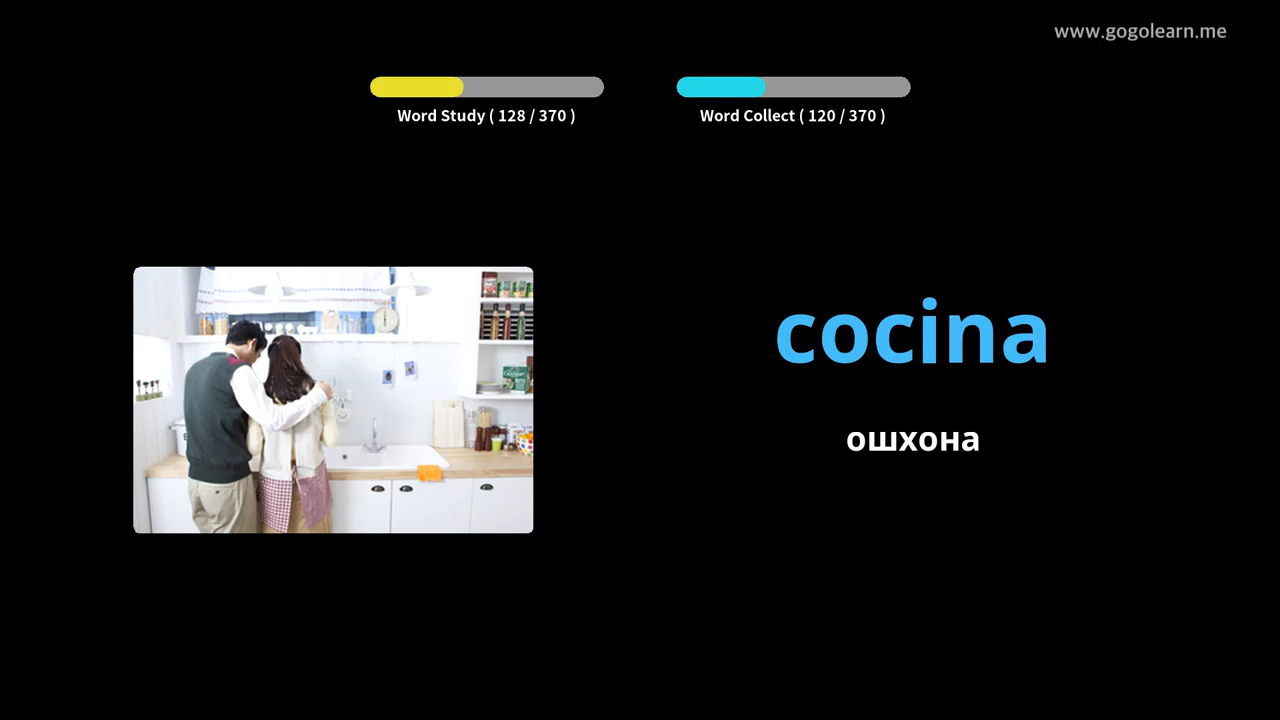 www.gogolearn.me
Word Study ( 128 / 370 )
Word Collect ( 120 / 370 )
cocina
ошхона